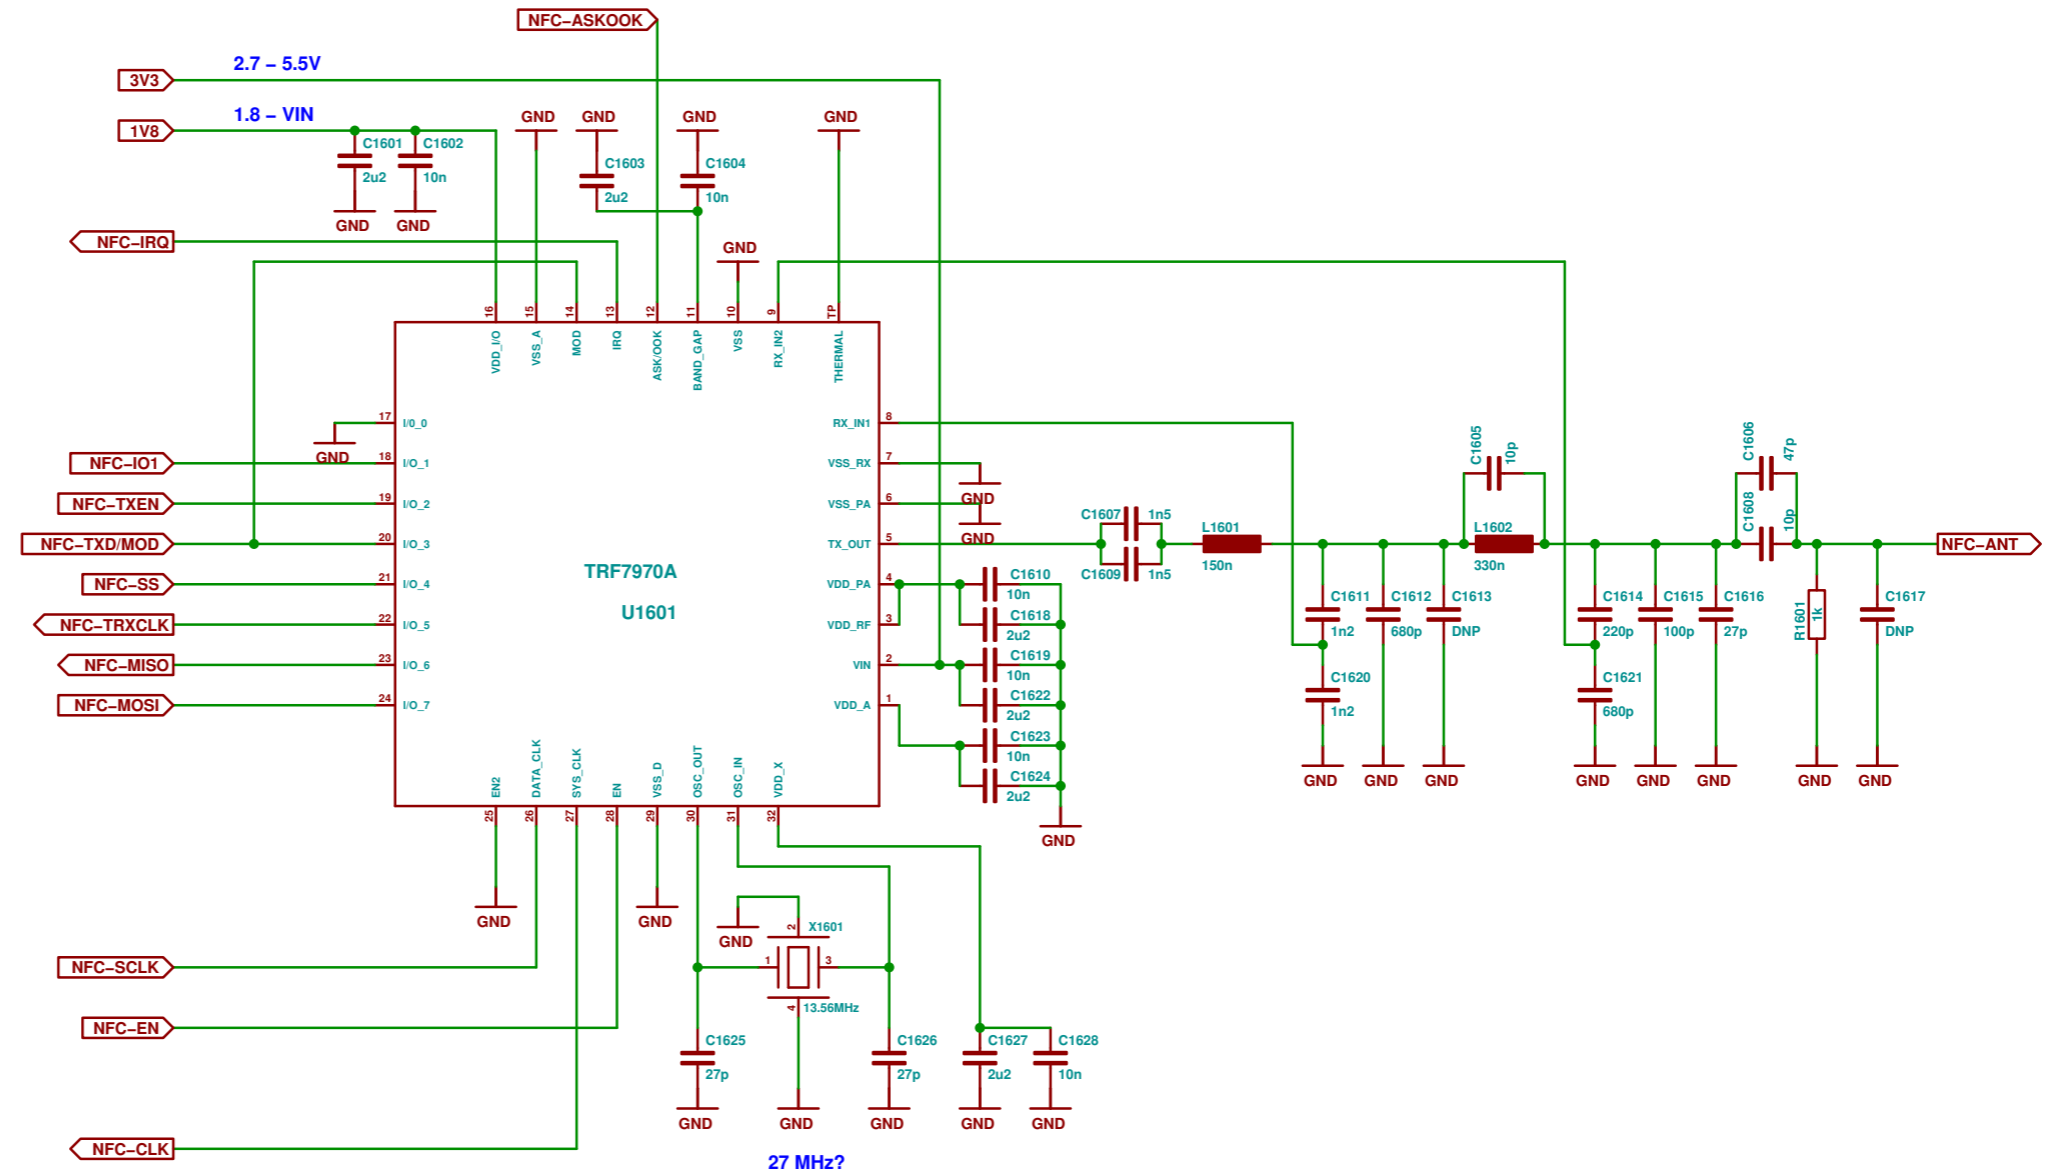 NFC–ASKOOK
2.7 – 5.5V
3V3
1.8 – VIN
1V8
GND
GND
GND
GND
C1601
2u2
C1602
10n
C1603
2u2
C1604
10n
GND
GND
NFC–IRQ
GND
16
15
14
13
12
11
10
9
TP
VDD_I/O
VSS_A
MOD
IRQ
ASK/OOK
BAND_GAP
VSS
RX_IN2
THERMAL
17
I/0_0
GND
NFC–IO1
18
I/O_1
NFC–TXEN
19
I/O_2
NFC–TXD/MOD
20
I/O_3
NFC–SS
21
I/O_4
NFC–TRXCLK
22
I/O_5
NFC–MISO
23
I/O_6
NFC–MOSI
24
I/O_7
TRF7970A
U1601
RX_IN1
8
VSS_RX
7
GND
VSS_PA
6
GND
TX_OUT
5
VDD_PA
4
VDD_RF
3
VIN
2
VDD_A
1
C1607
1n5
C1609
1n5
L1601
150n
C1605
10p
L1602
330n
C1606
47p
C1608
10p
NFC–ANT
C1610
10n
C1618
2u2
C1619
10n
C1622
2u2
C1623
10n
C1624
2u2
GND
C1611
1n2
C1612
680p
C1613
DNP
C1620
1n2
GND
GND
GND
C1614
220p
C1615
100p
C1616
27p
C1621
680p
GND
GND
GND
R1601
1k
C1617
DNP
GND
GND
EN2
DATA_CLK
SYS_CLK
EN
VSS_D
OSC_OUT
OSC_IN
VDD_X
25
26
27
28
29
30
31
32
GND
GND
GND
2
X1601
1
3
4
13.56MHz
NFC–SCLK
NFC–EN
C1625
27p
C1626
27p
C1627
2u2
C1628
10n
GND
GND
GND
GND
GND
NFC–CLK
27 MHz?